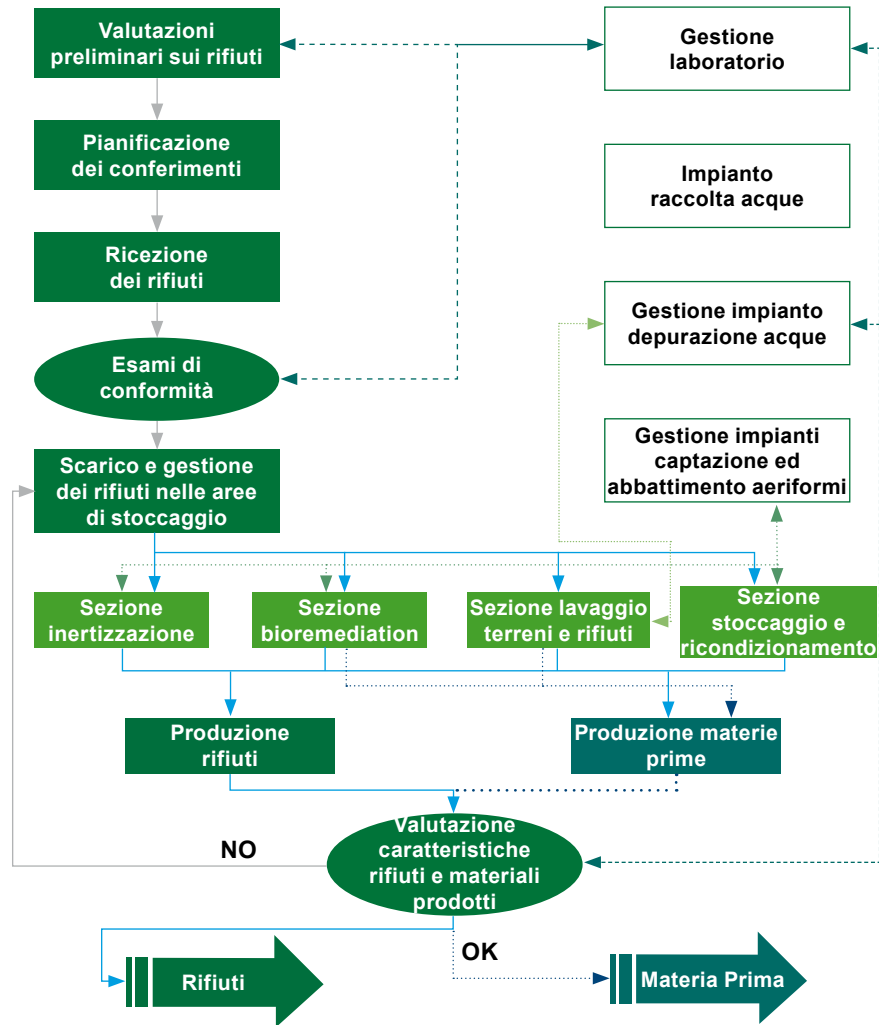 Valutazioni
preliminari sui rifiuti
Gestione
laboratorio
Pianificazione
dei conferimenti
Impianto
raccolta acque
Ricezione
dei rifiuti
Gestione impianto
depurazione acque
Esami di
conformità
Gestione impianti
captazione ed
abbattimento aeriformi
Scarico e gestione
dei rifiuti nelle aree
di stoccaggio
Sezione
inertizzazione
Sezione
bioremediation
Sezione lavaggio
terreni e rifiuti
Sezione
stoccaggio e
ricondizionamento
Produzione
rifiuti
Produzione materie
prime
Valutazione
caratteristiche
rifiuti e materiali
prodotti
NO
OK
Rifiuti
Materia Prima